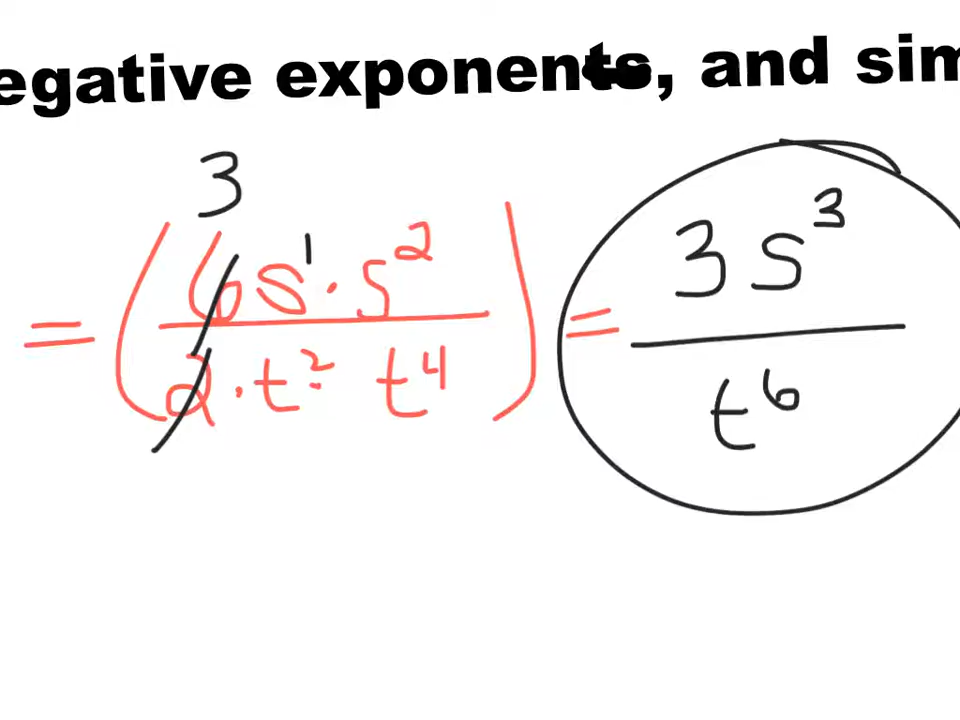 egative exponents, and sim
3
= ( 6s¹ · s² / 2 · t² · t⁴ ) = 3s³ / t⁶